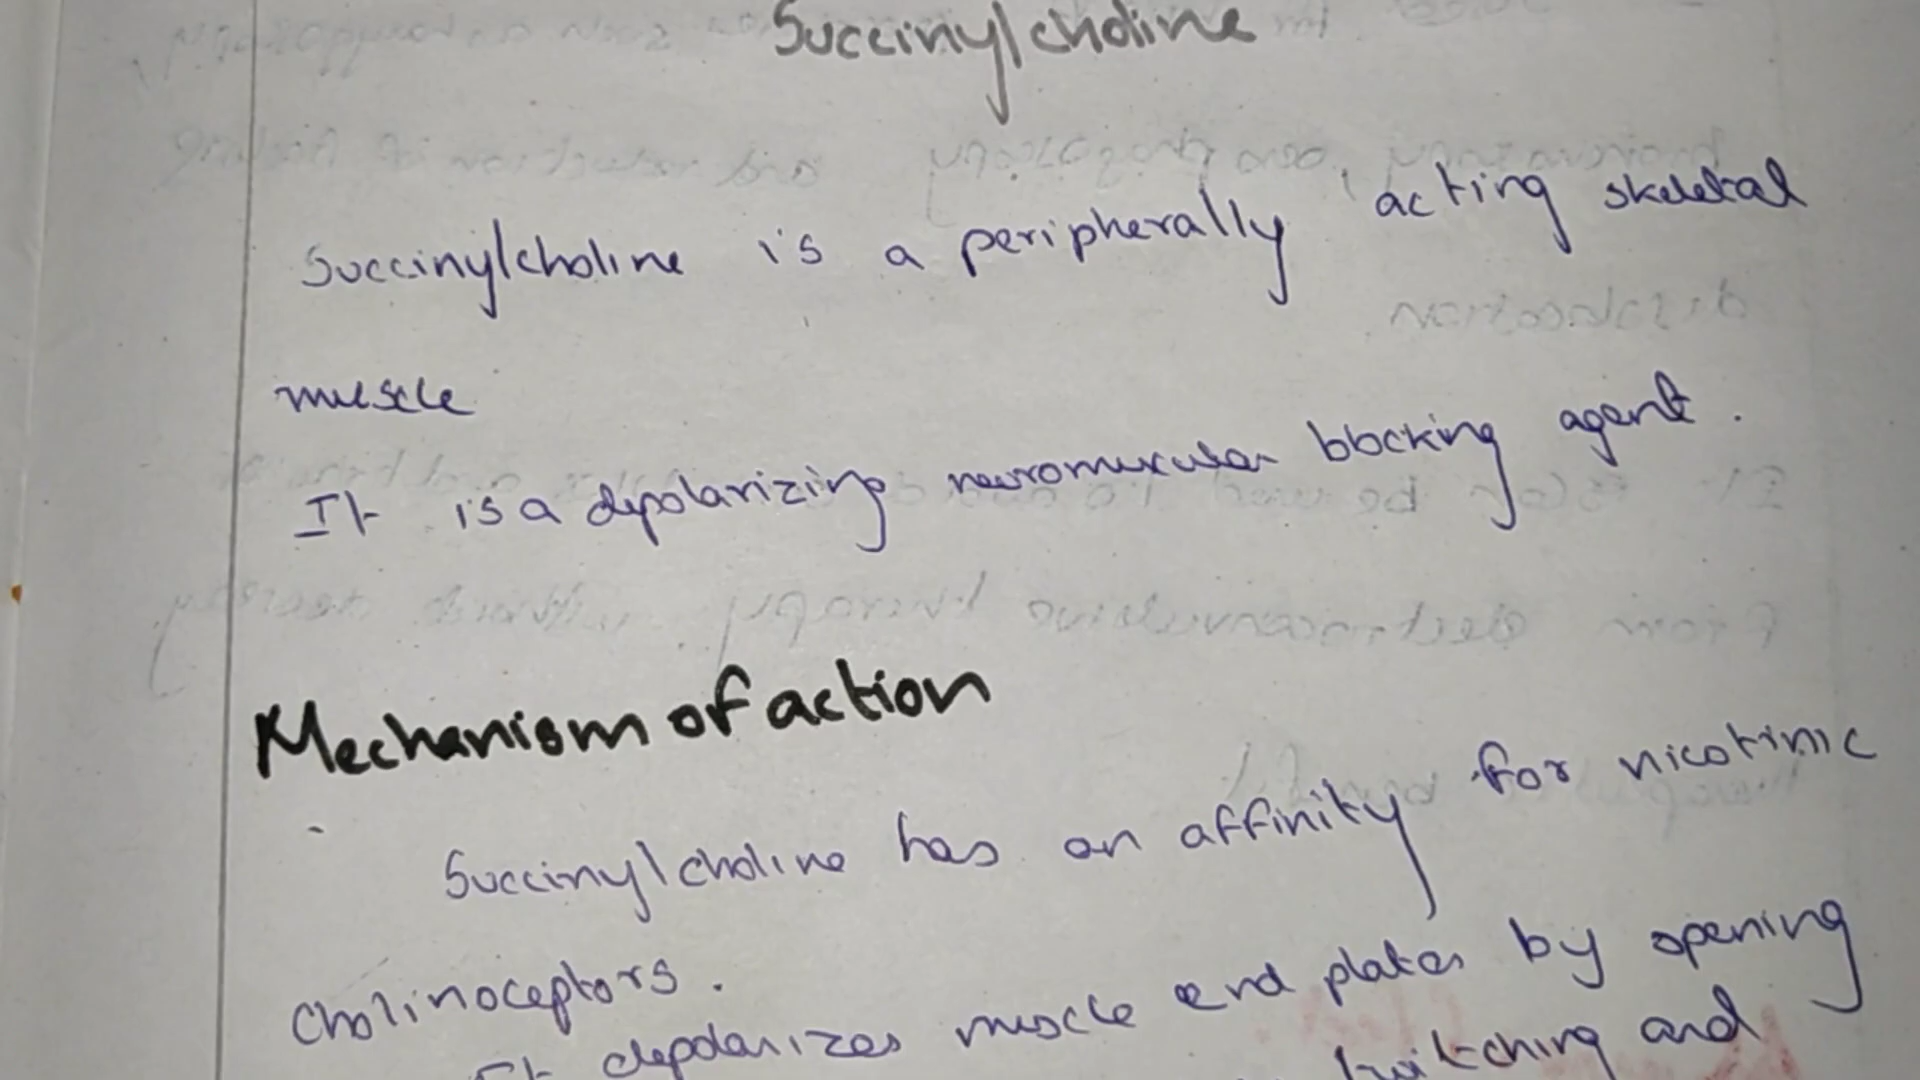 Succinylcholine
Succinylcholine is a peripherally acting skeletal
muscle
It is a depolarizing neuromuscular blocking agent.
Mechanism of action
Succinylcholine has an affinity for nicotinic
cholinoceptors.
It depolarizes muscle end plates by opening
twitching and